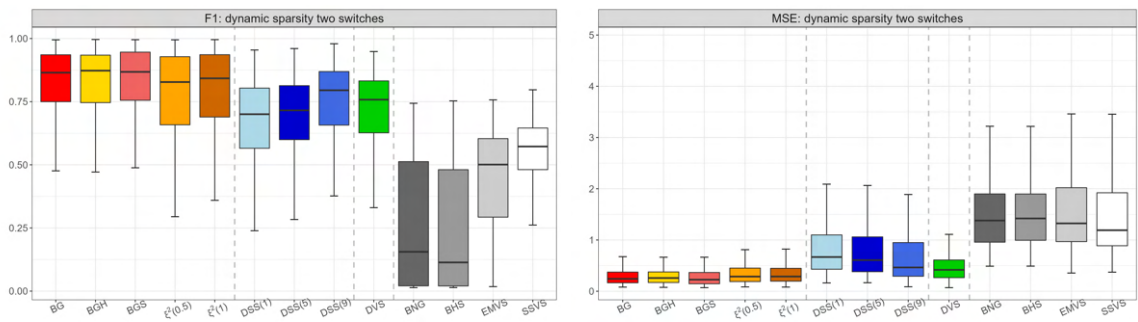 F1: dynamic sparsity two switches
1.00
0.75
0.50
0.25
0.00
BG BGH BGS ξ²(0.5) ξ²(1) DSS(1) DSS(5) DSS(9) DVS BNG BHS EMVS SSVS
MSE: dynamic sparsity two switches
5
4
3
2
1
0
BG BGH BGS ξ²(0.5) ξ²(1) DSS(1) DSS(5) DSS(9) DVS BNG BHS EMVS SSVS